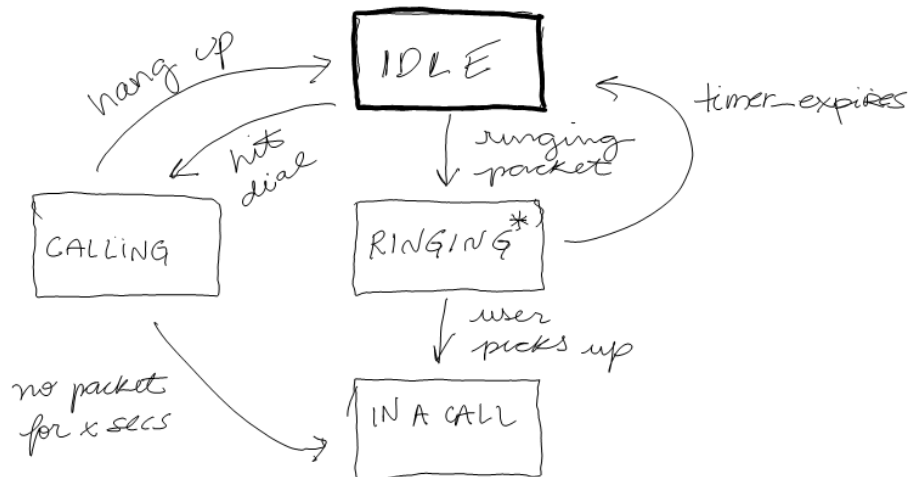 IDLE
hang up
hit
dial
ringing
packet
timer_expires
CALLING
RINGING*
user
picks up
no packet
for x secs
IN A CALL